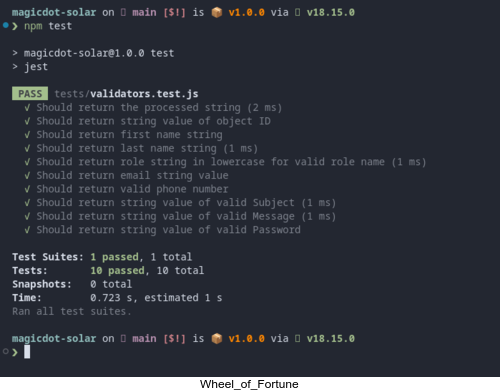 magicdot-solar on  main [$!] is 📦 v1.0.0 via  v18.15.0
❯ npm test

> magicdot-solar@1.0.0 test
> jest

PASS tests/validators.test.js
√ Should return the processed string (2 ms)
√ Should return string value of object ID
√ Should return first name string
√ Should return last name string (1 ms)
√ Should return role string in lowercase for valid role name (1 ms)
√ Should return email string value
√ Should return valid phone number
√ Should return string value of valid Subject (1 ms)
√ Should return string value of valid Message (1 ms)
√ Should return string value of valid Password

Test Suites: 1 passed, 1 total
Tests: 10 passed, 10 total
Snapshots: 0 total
Time: 0.723 s, estimated 1 s
Ran all test suites.

magicdot-solar on  main [$!] is 📦 v1.0.0 via  v18.15.0
❯
Wheel_of_Fortune